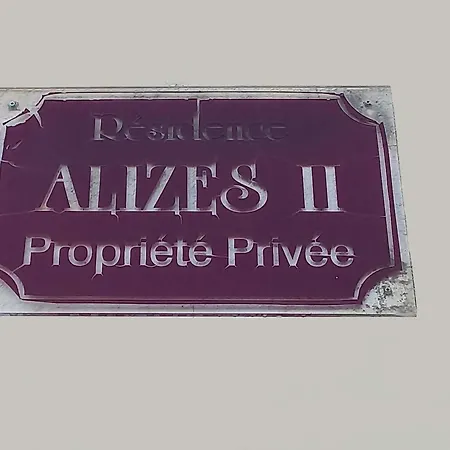 Résidence
ALIZES II
Propriété Privée